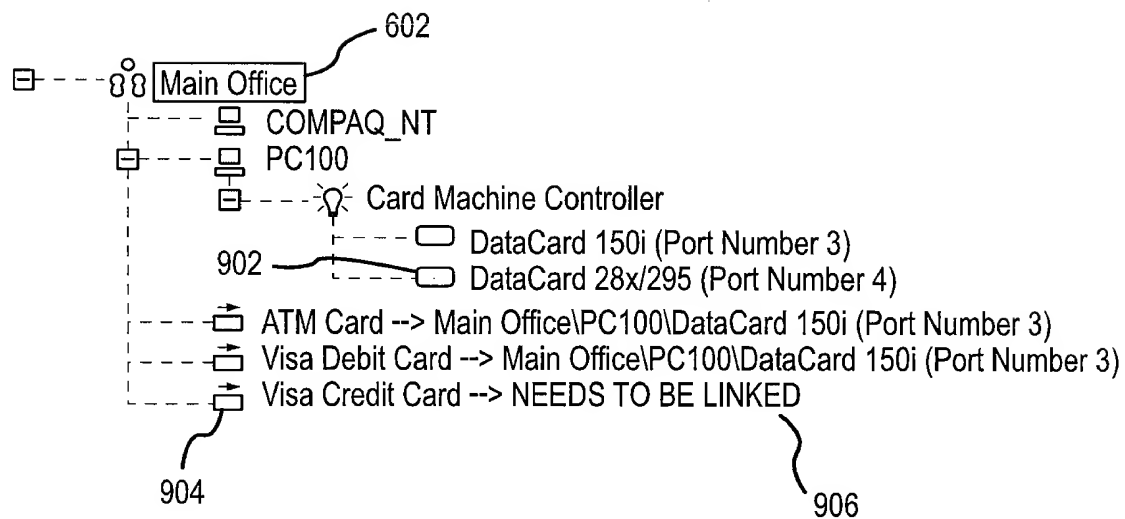 602
Main Office
COMPAQ_NT
PC100
Card Machine Controller
DataCard 150i (Port Number 3)
902
DataCard 28x/295 (Port Number 4)
ATM Card --> Main Office\PC100\DataCard 150i (Port Number 3)
Visa Debit Card --> Main Office\PC100\DataCard 150i (Port Number 3)
Visa Credit Card --> NEEDS TO BE LINKED
904
906